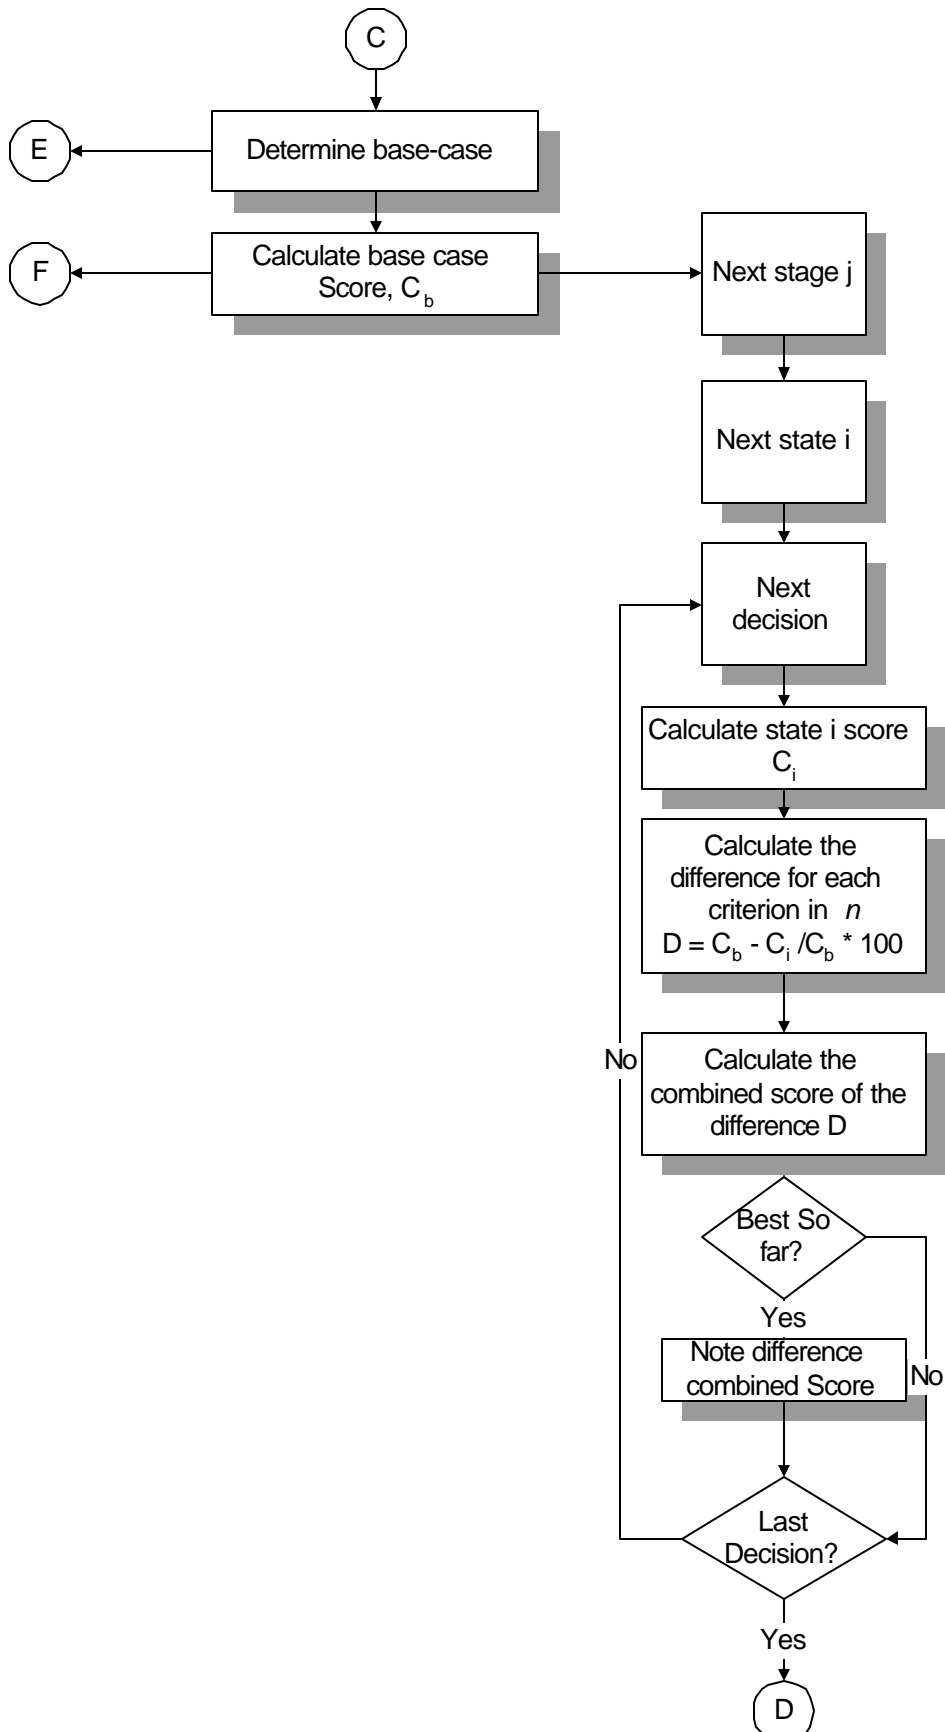 C
E
Determine base-case
F
Calculate base case
Score, C_b
Next stage j
Next state i
Next
decision
Calculate state i score
C_i
Calculate the
difference for each
criterion in n
D = C_b - C_i /C_b * 100
No
Calculate the
combined score of the
difference D
Best So
far?
Yes
Note difference
combined Score
No
Last
Decision?
Yes
D